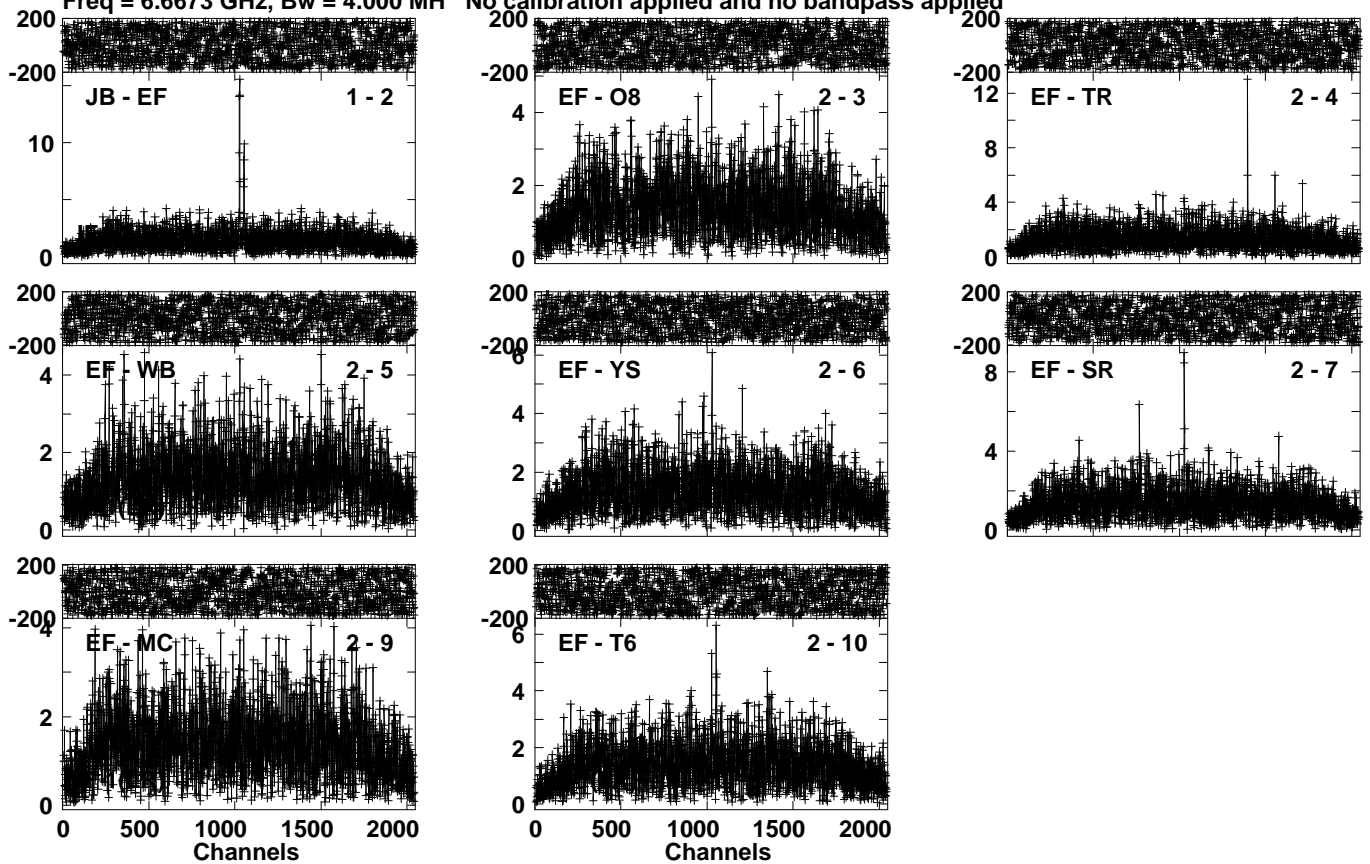 Freq = 6.6673 GHz, Bw = 4.000 MH No calibration applied and no bandpass applied
200 200 200
-200 -200 -200
JB - EF 1 - 2 EF - O8 2 - 3 EF - TR 2 - 4
10 4 12
2 8
4
0 0 0
200 200 200
-200 -200 -200
EF - WB 2 - 5 EF - YS 2 - 6 EF - SR 2 - 7
4 6 8
2 4 4
2
0 0 0
200 200
-200 -200
EF - MC 2 - 9 EF - T6 2 - 10
4 6
2 4
2
0 0
0 500 1000 1500 2000 0 500 1000 1500 2000
Channels Channels